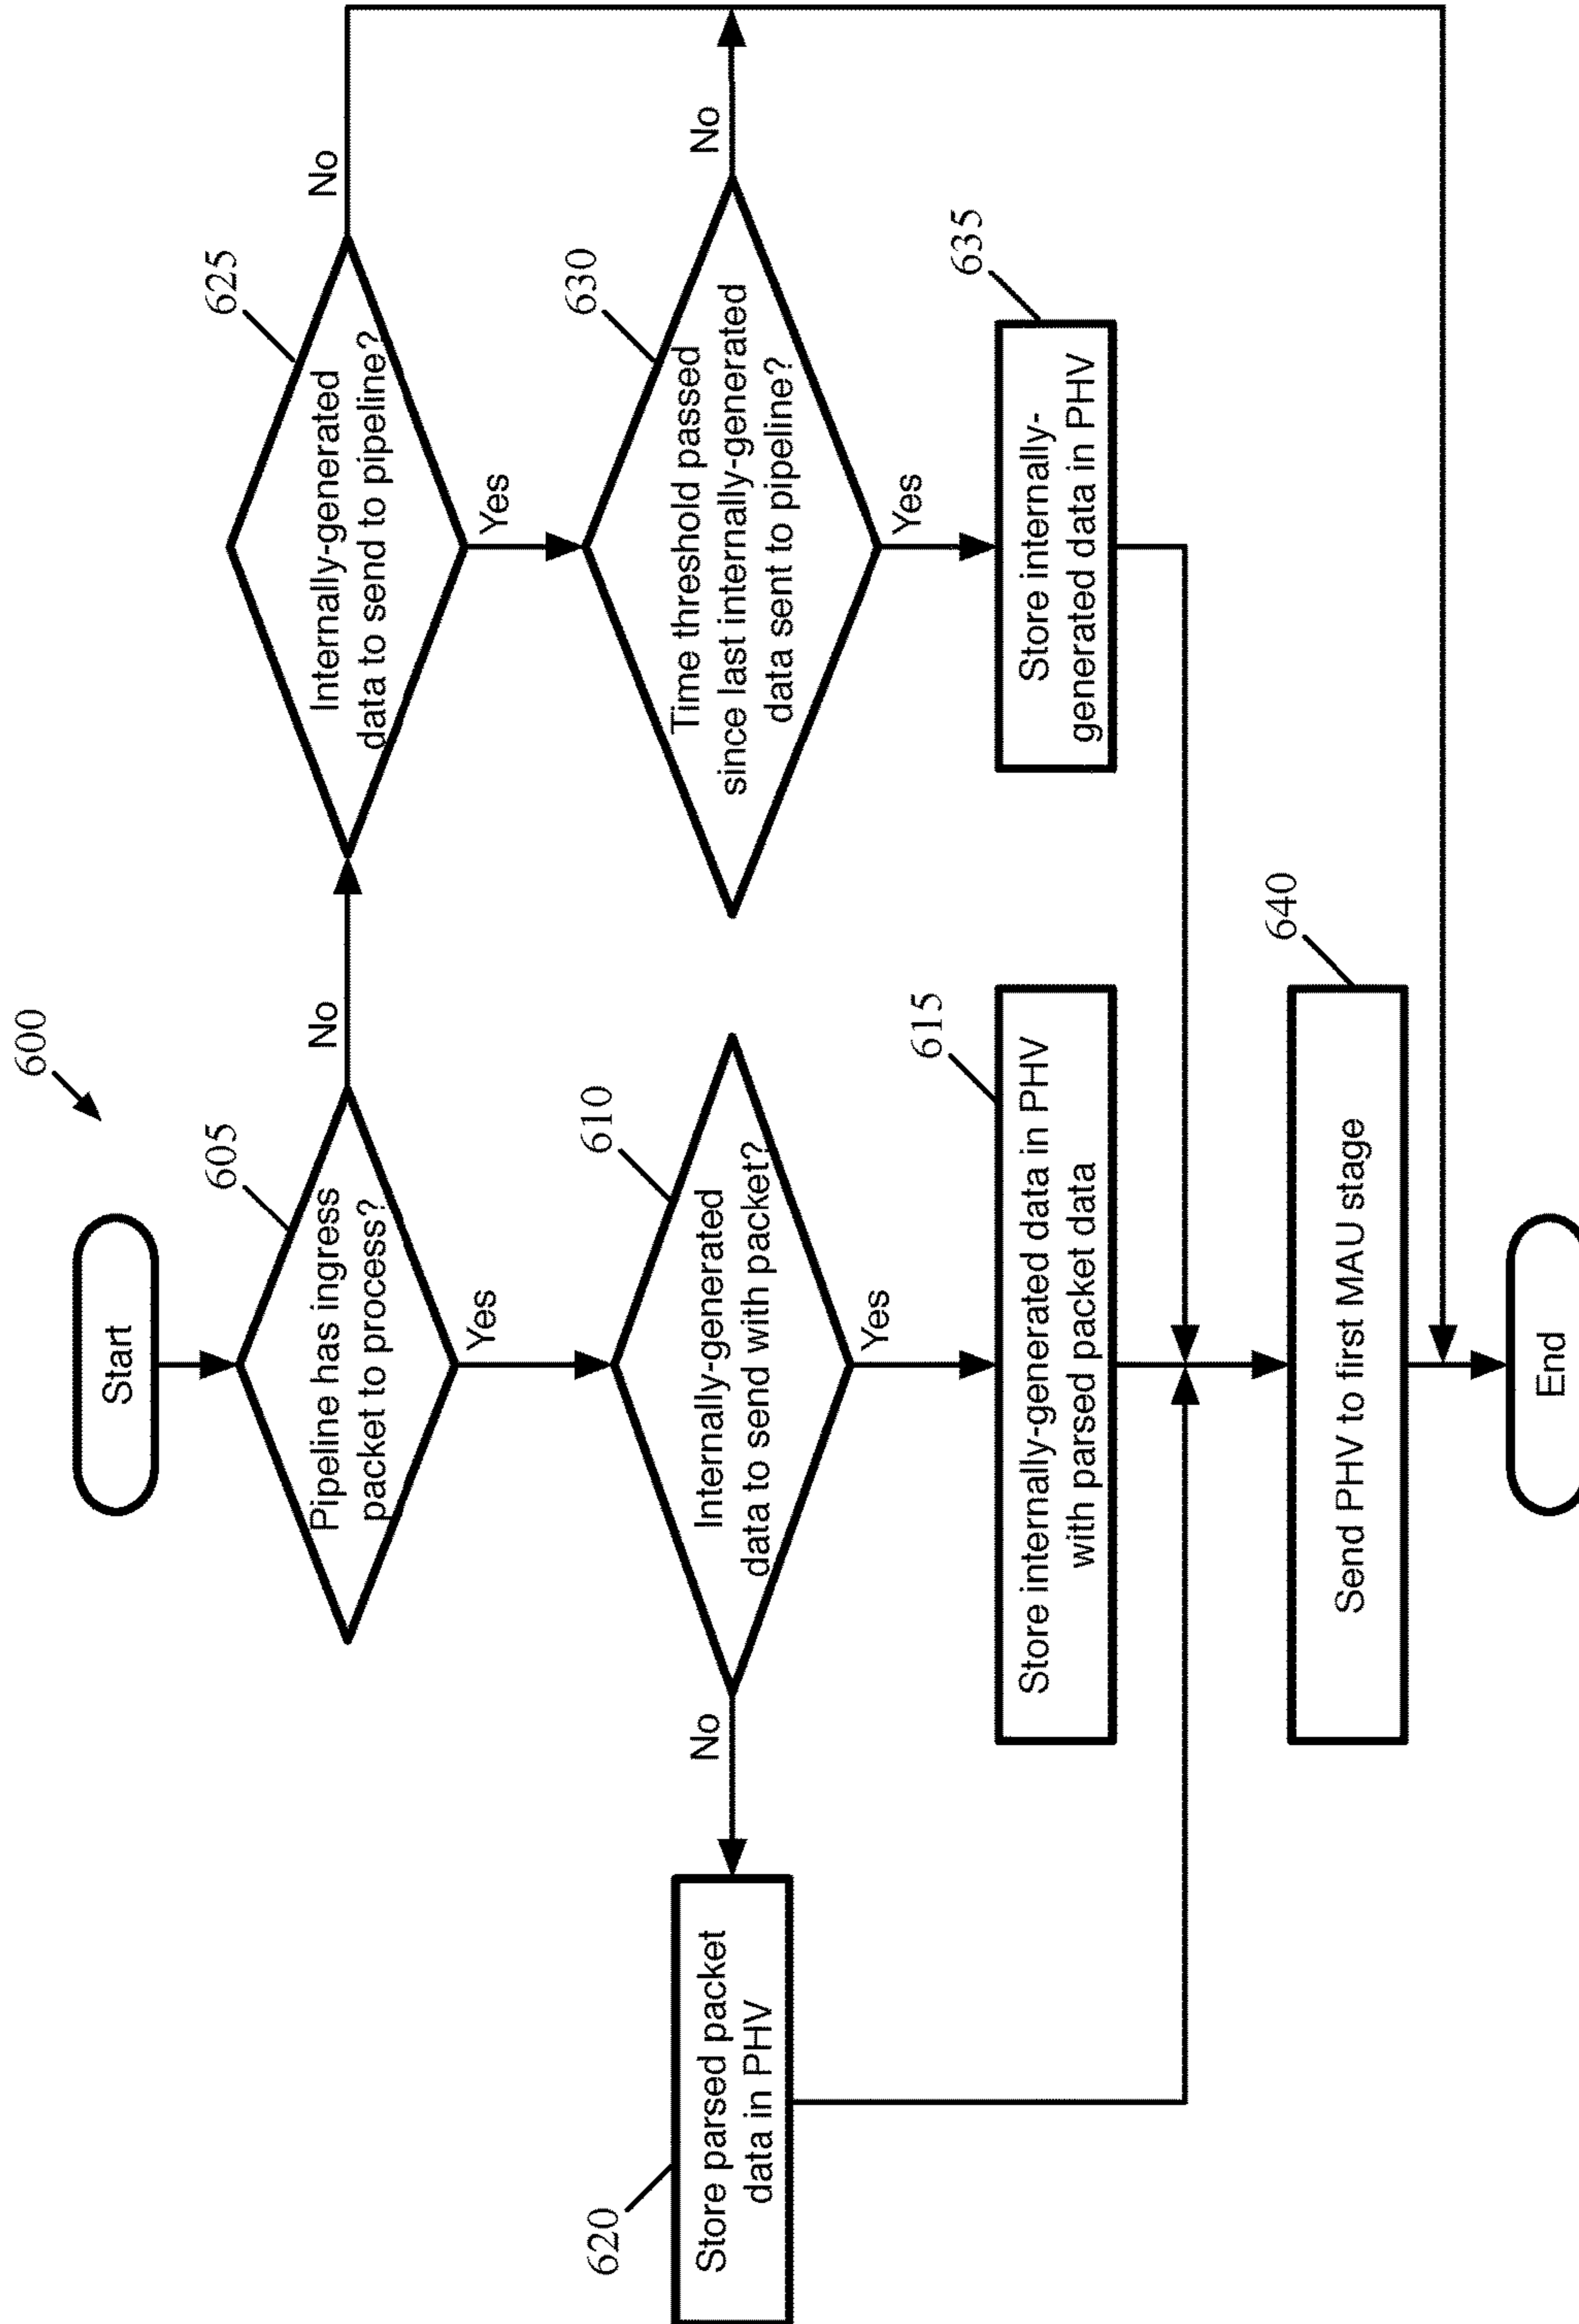 600
Start
605
Pipeline has ingress
packet to process?
No
Yes
625
Internally-generated
data to send to pipeline?
No
Yes
610
Internally-generated
data to send with packet?
No
Yes
630
Time threshold passed
since last internally-generated
data sent to pipeline?
No
Yes
620
Store parsed packet
data in PHV
615
Store internally-generated data in PHV
with parsed packet data
635
Store internally-
generated data in PHV
640
Send PHV to first MAU stage
End